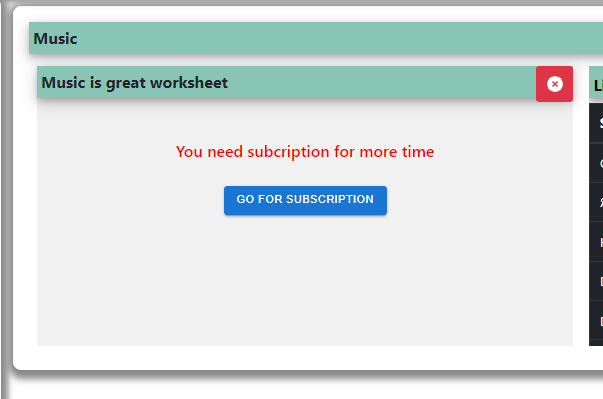 Music
Music is great worksheet
You need subcription for more time
GO FOR SUBSCRIPTION